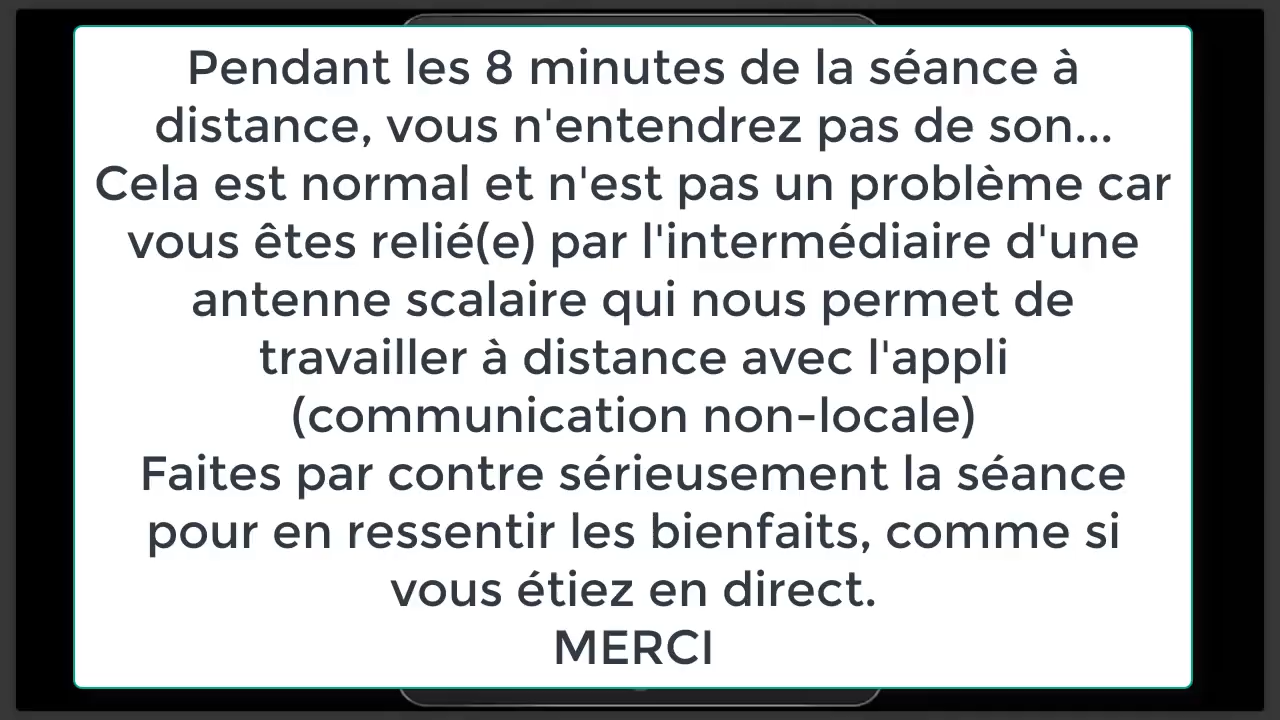 Pendant les 8 minutes de la séance à
distance, vous n'entendrez pas de son...
Cela est normal et n'est pas un problème car
vous êtes relié(e) par l'intermédiaire d'une
antenne scalaire qui nous permet de
travailler à distance avec l'appli
(communication non-locale)
Faites par contre sérieusement la séance
pour en ressentir les bienfaits, comme si
vous étiez en direct.
MERCI